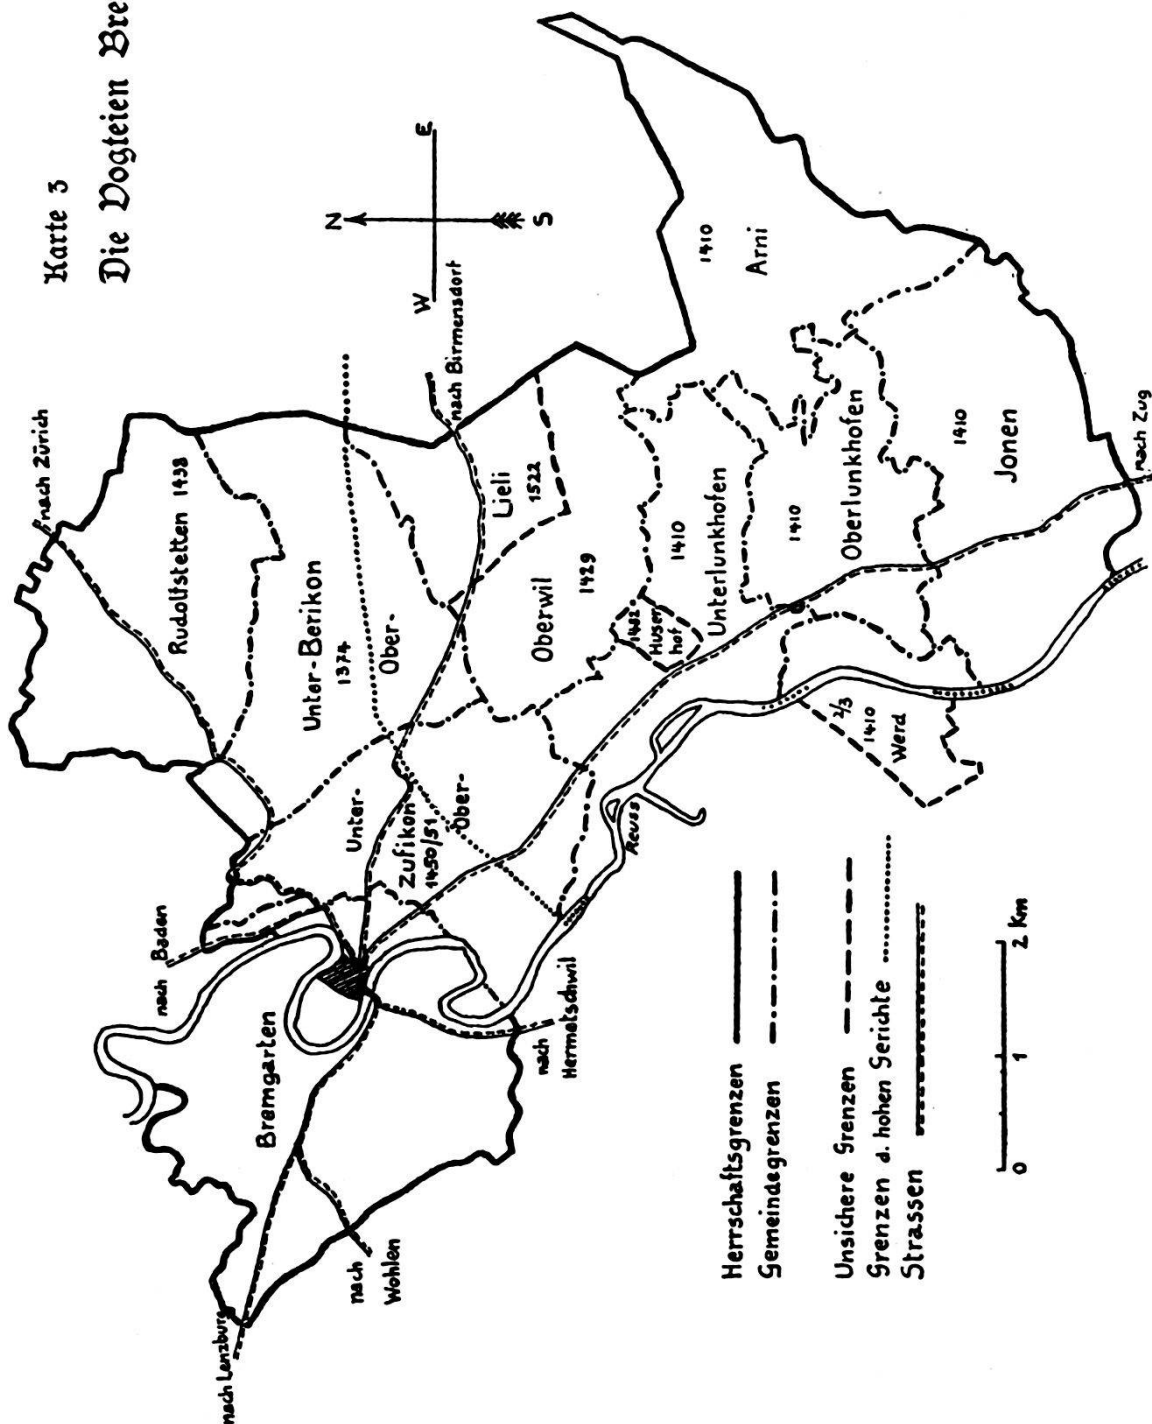 Karte 3
Die Vogteien Bre
N
W
E
S
nach Zürich
Rudolfstetten 1438
Unter-Berikon
1374
Ober-
nach Birmensdorf
Lieli
1522
Oberwil
1429
Arni
1410
Unterlunkhofen
1410
1482
Huser
hof
Oberlunkhofen
1410
Jonen
1410
nach Zug
2/3
1410
Werd
Reuss
Unter-
Zufikon
1450/51
Ober-
nach Baden
Bremgarten
nach
Hermetschwil
nach
Wohlen
nach Lenzburg
Herrschaftsgrenzen
Gemeindegrenzen
Unsichere Grenzen
Grenzen d. hohen Gerichte
Strassen
0 1 2 km